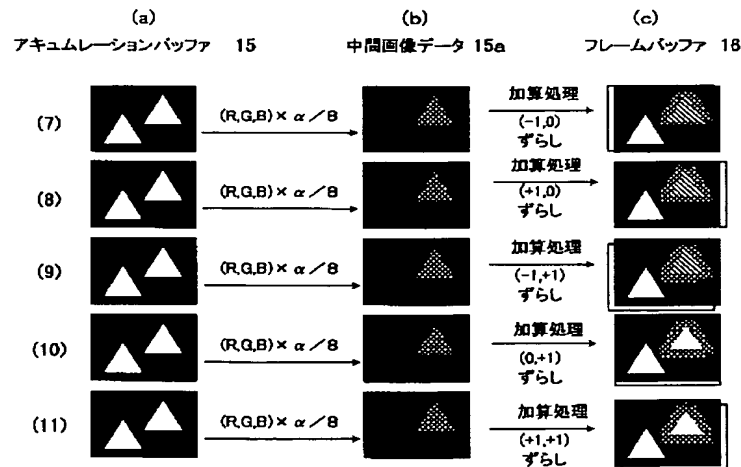 (a) (b) (c)
アキュムレーションバッファ 15 中間画像データ 15a フレームバッファ 16
(7) (R,G,B)× α/8 加算処理
(-1,0)
ずらし
(8) (R,G,B)× α/8 加算処理
(+1,0)
ずらし
(9) (R,G,B)× α/8 加算処理
(-1,+1)
ずらし
(10) (R,G,B)× α/8 加算処理
(0,+1)
ずらし
(11) (R,G,B)× α/8 加算処理
(+1,+1)
ずらし